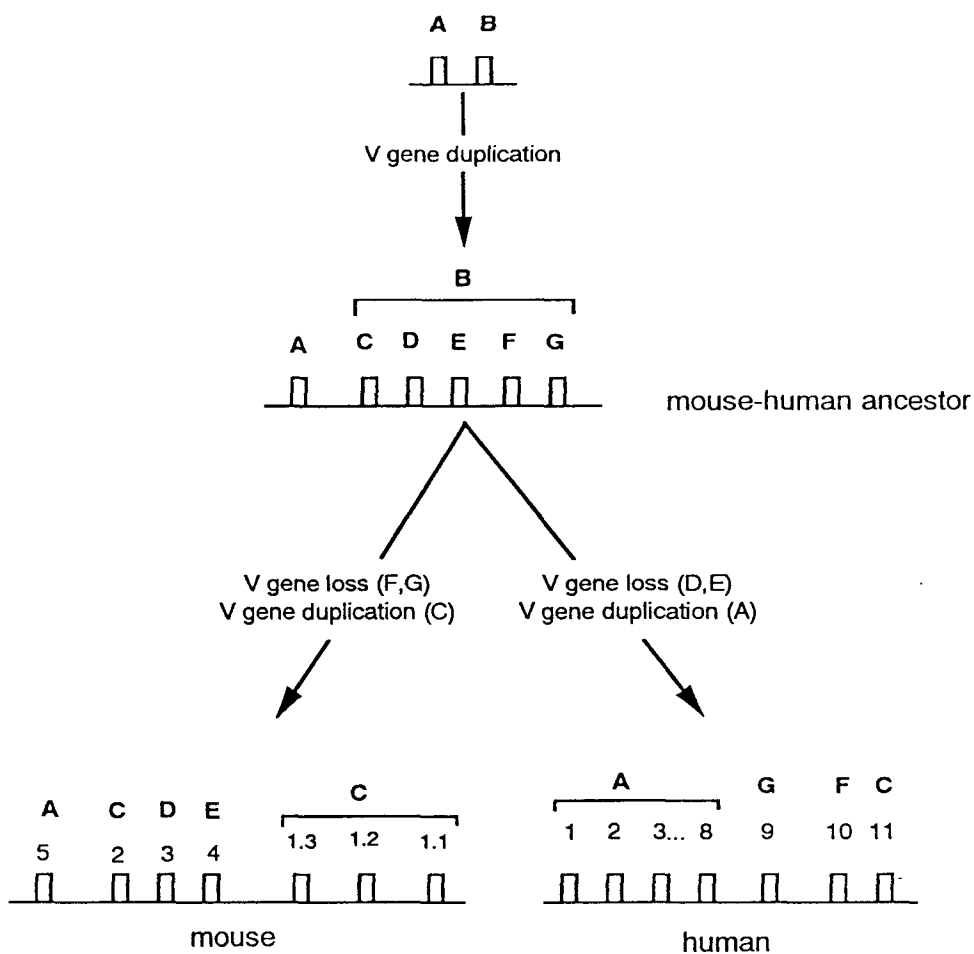 A B
V gene duplication
B
A C D E F G
mouse-human ancestor
V gene loss (F,G)
V gene duplication (C)
V gene loss (D,E)
V gene duplication (A)
A C D E C
5 2 3 4 1.3 1.2 1.1
mouse
A G F C
1 2 3... 8 9 10 11
human